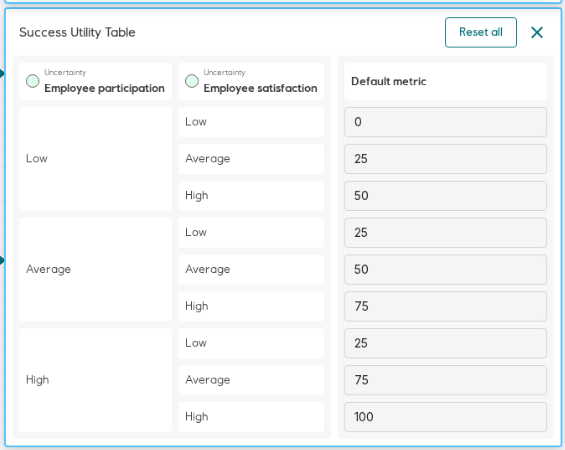 Success Utility Table
Reset all
Uncertainty
Employee participation
Uncertainty
Employee satisfaction
Default metric
Low
Low
0
Average
25
High
50
Average
Low
25
Average
50
High
75
High
Low
25
Average
75
High
100